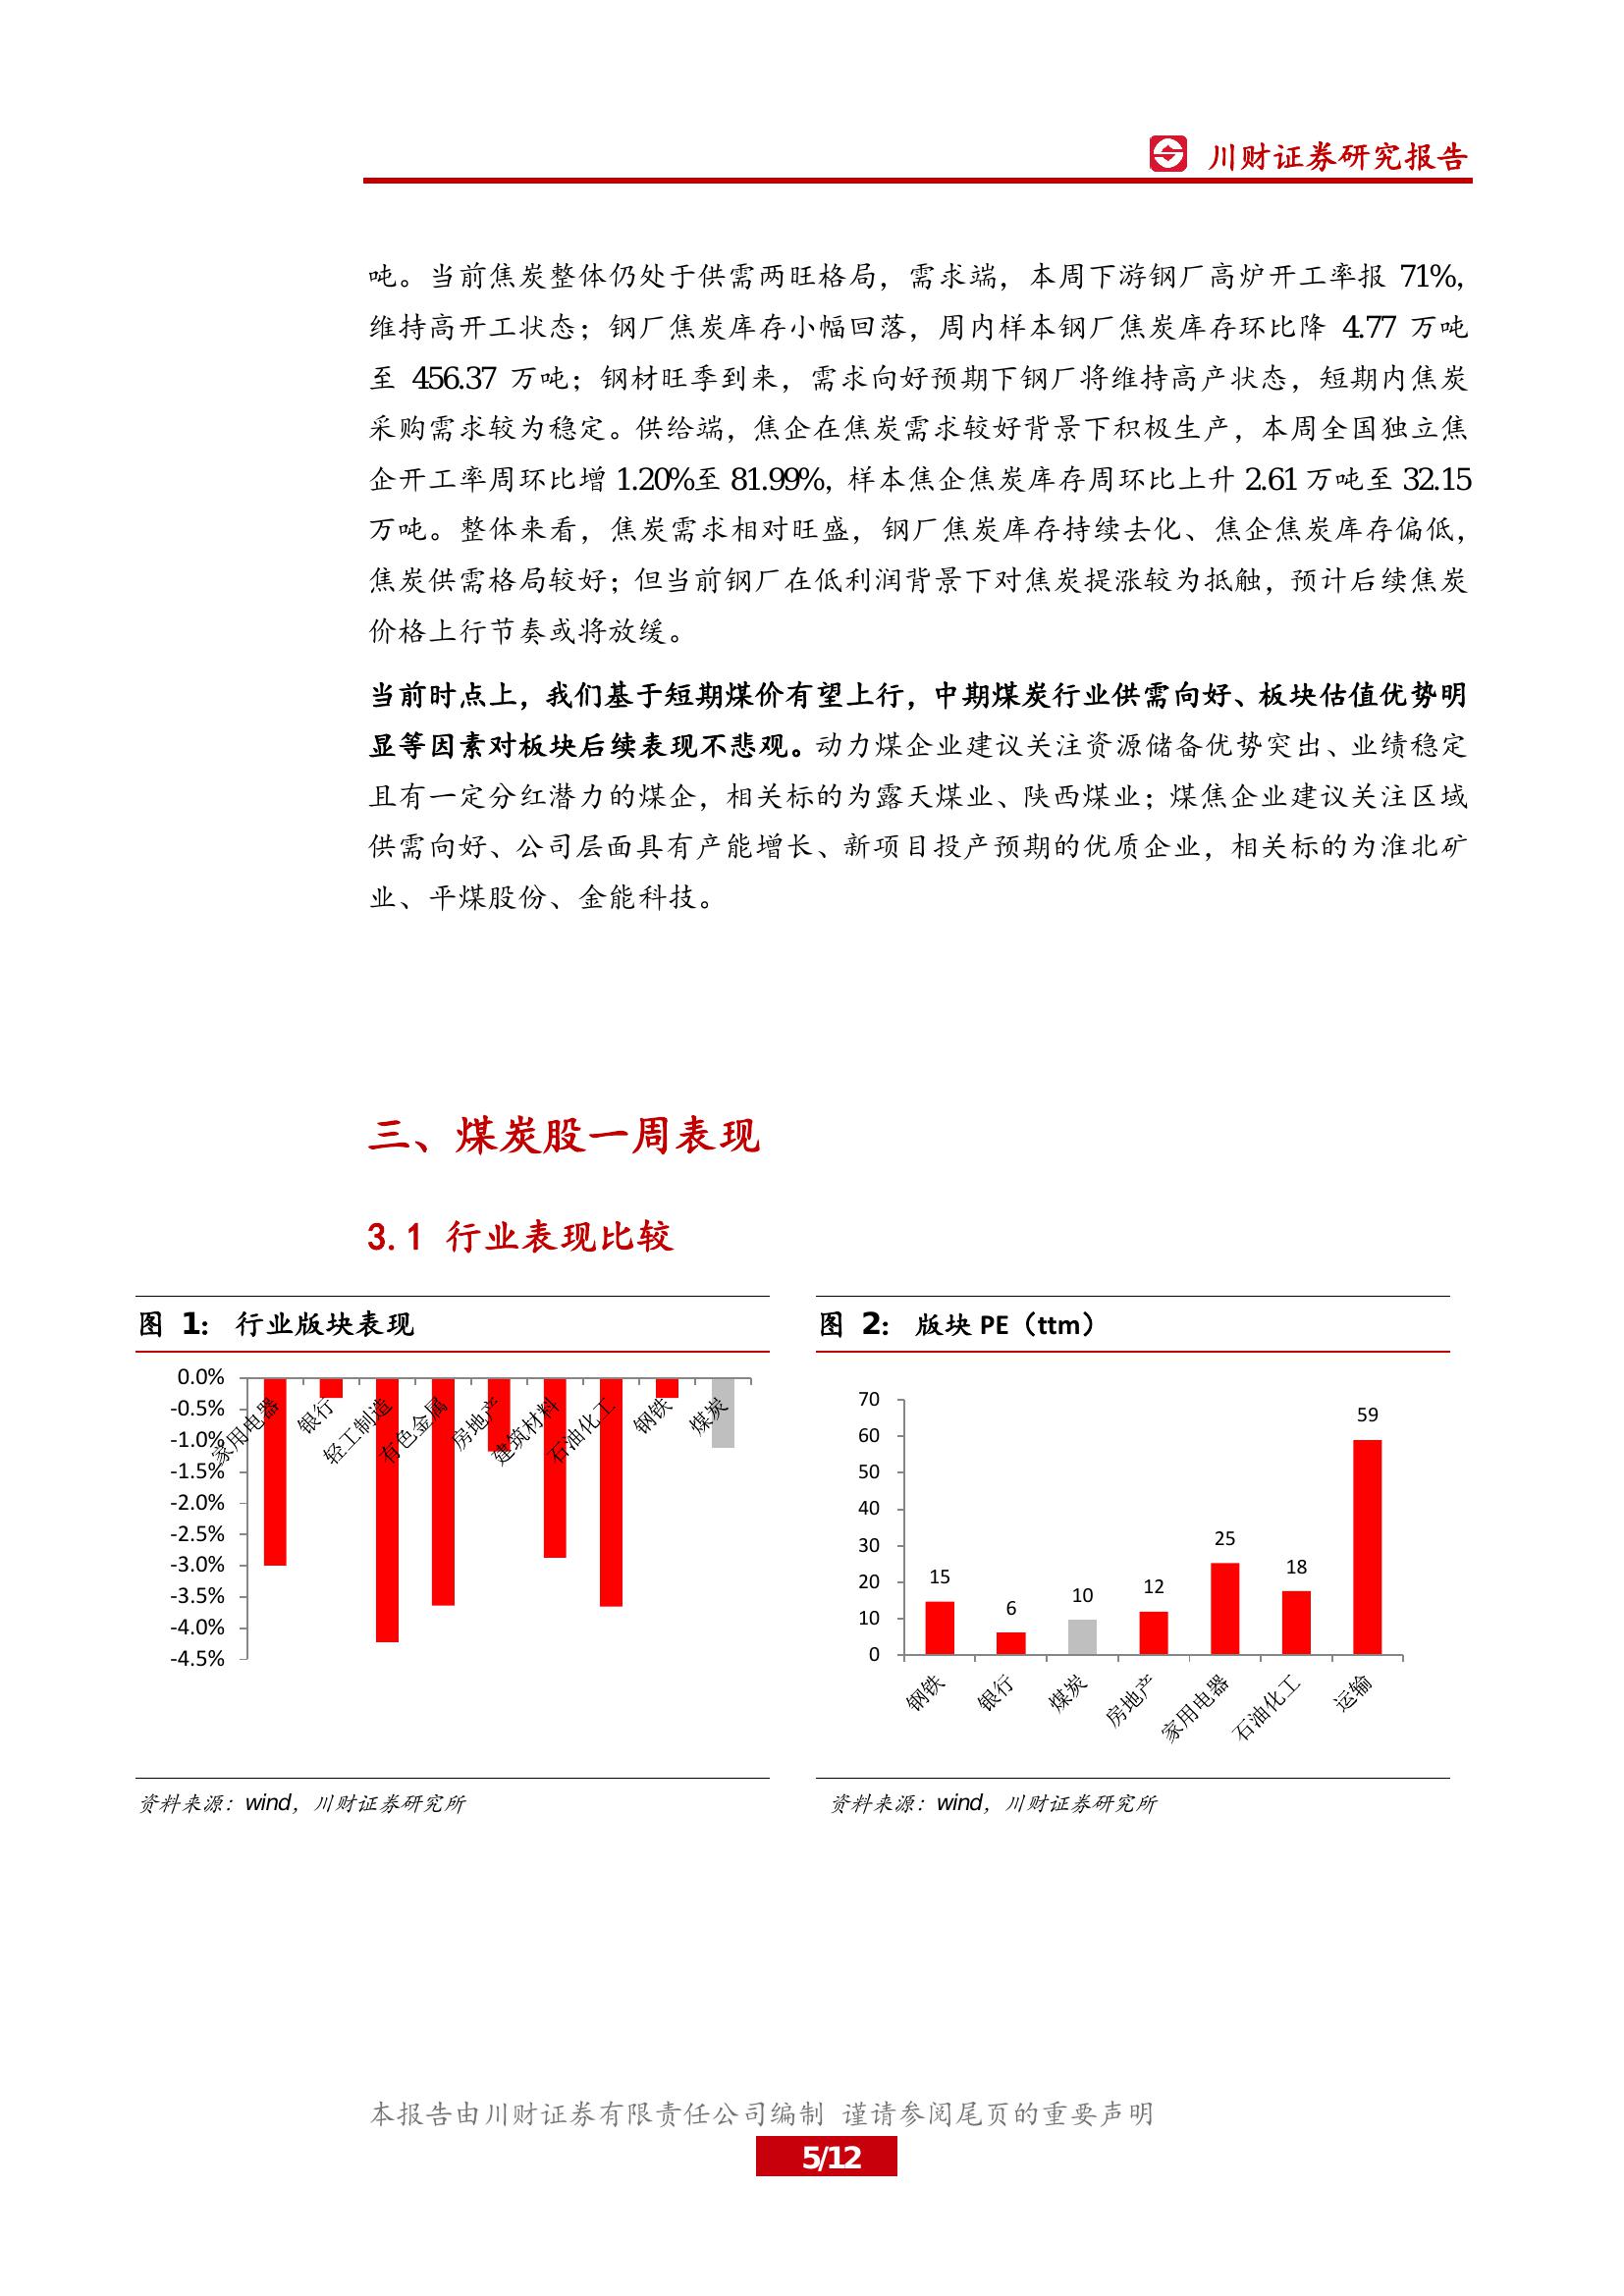 川财证券研究报告
吨。当前焦炭整体仍处于供需两旺格局，需求端，本周下游钢厂高炉开工率报 71%,
维持高开工状态；钢厂焦炭库存小幅回落，周内样本钢厂焦炭库存环比降 4.77 万吨
至 456.37 万吨；钢材旺季到来，需求向好预期下钢厂将维持高产状态，短期内焦炭
采购需求较为稳定。供给端，焦企在焦炭需求较好背景下积极生产，本周全国独立焦
企开工率周环比增 1.20%至 81.99%, 样本焦企焦炭库存周环比上升 2.61 万吨至 32.15
万吨。整体来看，焦炭需求相对旺盛，钢厂焦炭库存持续去化、焦企焦炭库存偏低，
焦炭供需格局较好；但当前钢厂在低利润背景下对焦炭提涨较为抵触，预计后续焦炭
价格上行节奏或将放缓。
当前时点上，我们基于短期煤价有望上行，中期煤炭行业供需向好、板块估值优势明
显等因素对板块后续表现不悲观。动力煤企业建议关注资源储备优势突出、业绩稳定
且有一定分红潜力的煤企，相关标的为露天煤业、陕西煤业；煤焦企业建议关注区域
供需向好、公司层面具有产能增长、新项目投产预期的优质企业，相关标的为淮北矿
业、平煤股份、金能科技。
三、煤炭股一周表现
3.1 行业表现比较
图 1： 行业版块表现
0.0%
-0.5%
-1.0%
-1.5%
-2.0%
-2.5%
-3.0%
-3.5%
-4.0%
-4.5%
家用电器
银行
轻工制造
有色金属
房地产
建筑材料
石油化工
钢铁
煤炭
资料来源：wind，川财证券研究所
图 2： 版块 PE（ttm）
70
60
50
40
30
20
10
0
15
6
10
12
25
18
59
钢铁
银行
煤炭
房地产
家用电器
石油化工
运输
资料来源：wind，川财证券研究所
本报告由川财证券有限责任公司编制 谨请参阅尾页的重要声明
5/12